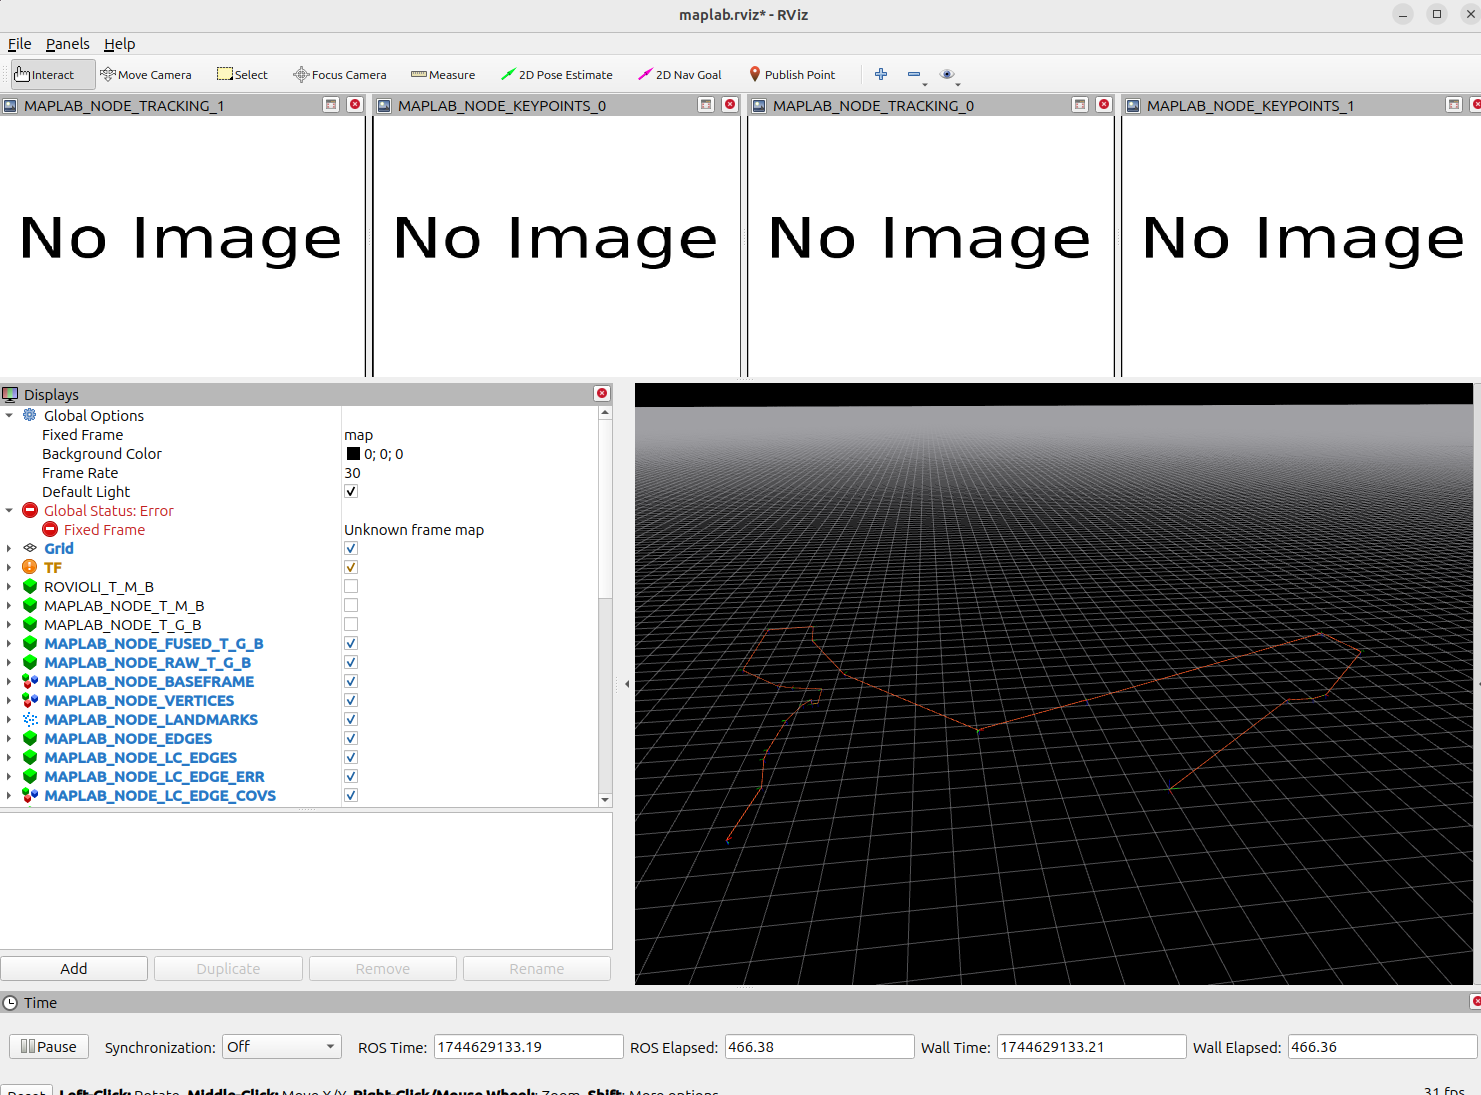 maplab.rviz* - RViz
File Panels Help
Interact Move Camera Select Focus Camera Measure 2D Pose Estimate 2D Nav Goal Publish Point
MAPLAB_NODE_TRACKING_1 MAPLAB_NODE_KEYPOINTS_0 MAPLAB_NODE_TRACKING_0 MAPLAB_NODE_KEYPOINTS_1
No Image No Image No Image No Image
Displays
Global Options
Fixed Frame map
Background Color 0; 0; 0
Frame Rate 30
Default Light
Global Status: Error
Fixed Frame Unknown frame map
Grid
TF
ROVIOLI_T_M_B
MAPLAB_NODE_T_M_B
MAPLAB_NODE_T_G_B
MAPLAB_NODE_FUSED_T_G_B
MAPLAB_NODE_RAW_T_G_B
MAPLAB_NODE_BASEFRAME
MAPLAB_NODE_VERTICES
MAPLAB_NODE_LANDMARKS
MAPLAB_NODE_EDGES
MAPLAB_NODE_LC_EDGES
MAPLAB_NODE_LC_EDGE_ERR
MAPLAB_NODE_LC_EDGE_COVS
Add Duplicate Remove Rename
Time
Pause Synchronization: Off ROS Time: 1744629133.19 ROS Elapsed: 466.38 Wall Time: 1744629133.21 Wall Elapsed: 466.36
Reset Left-Click: Rotate. Middle-Click: Move X/Y. Right-Click/Mouse Wheel: Zoom. Shift: More options. 31 fps